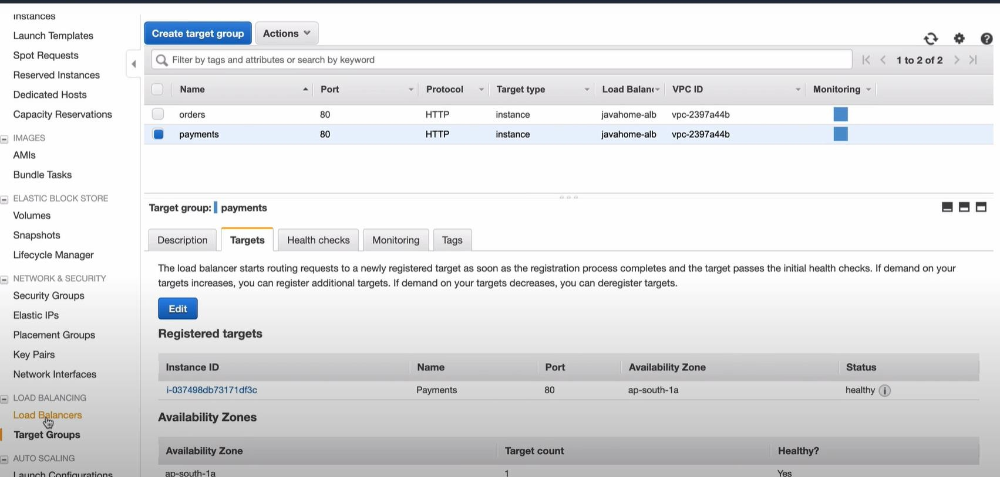 Instances
Launch Templates
Spot Requests
Reserved Instances
Dedicated Hosts
Capacity Reservations
IMAGES
AMIs
Bundle Tasks
ELASTIC BLOCK STORE
Volumes
Snapshots
Lifecycle Manager
NETWORK & SECURITY
Security Groups
Elastic IPs
Placement Groups
Key Pairs
Network Interfaces
LOAD BALANCING
Load Balancers
Target Groups
AUTO SCALING
Launch Configurations
Create target group Actions
Filter by tags and attributes or search by keyword 1 to 2 of 2
Name Port Protocol Target type Load Balanc VPC ID Monitoring
orders 80 HTTP instance javahome-alb vpc-2397a44b
payments 80 HTTP instance javahome-alb vpc-2397a44b
Target group: payments
Description Targets Health checks Monitoring Tags
The load balancer starts routing requests to a newly registered target as soon as the registration process completes and the target passes the initial health checks. If demand on your
targets increases, you can register additional targets. If demand on your targets decreases, you can deregister targets.
Edit
Registered targets
Instance ID Name Port Availability Zone Status
i-037498db73171df3c Payments 80 ap-south-1a healthy
Availability Zones
Availability Zone Target count Healthy?
ap-south-1a 1 Yes